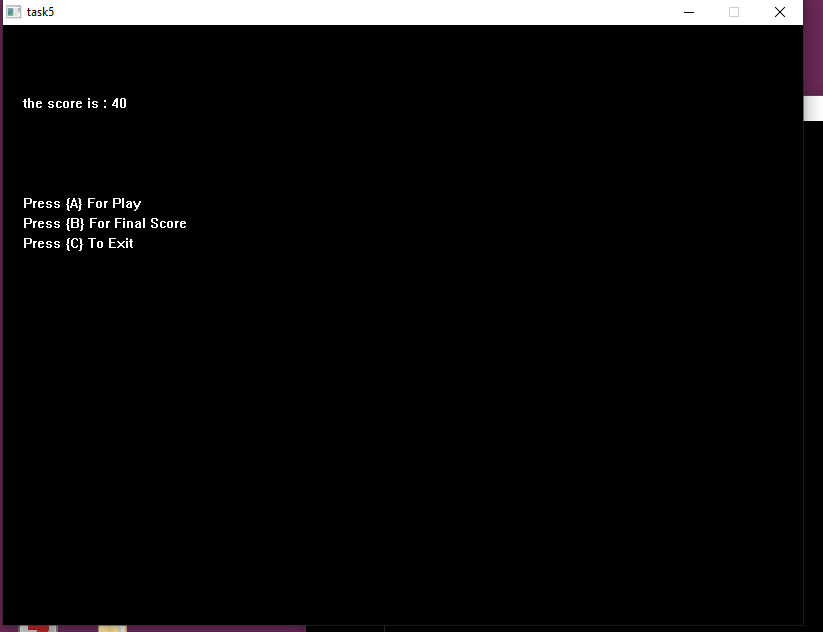 task5
the score is : 40
Press {A} For Play
Press {B} For Final Score
Press {C} To Exit